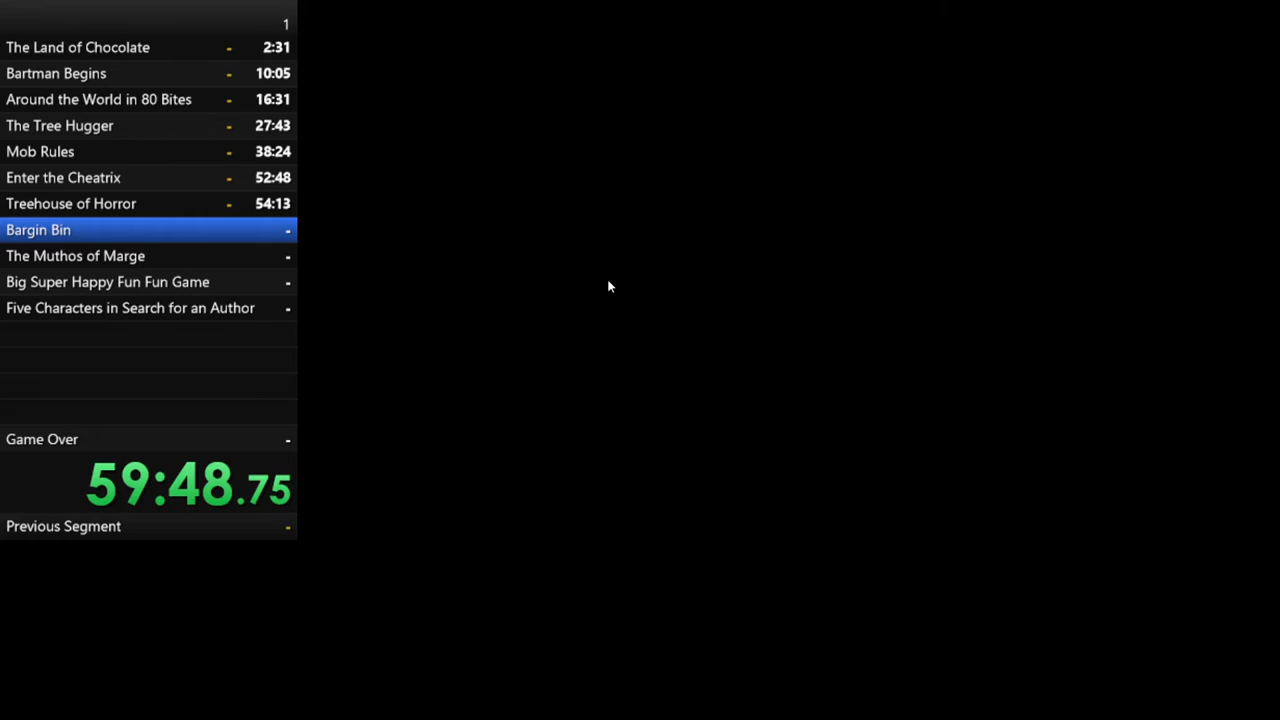 1
The Land of Chocolate - 2:31
Bartman Begins - 10:05
Around the World in 80 Bites - 16:31
The Tree Hugger - 27:43
Mob Rules - 38:24
Enter the Cheatrix - 52:48
Treehouse of Horror - 54:13
Bargin Bin -
The Muthos of Marge -
Big Super Happy Fun Fun Game -
Five Characters in Search for an Author -
Game Over -
59:48.75
Previous Segment -